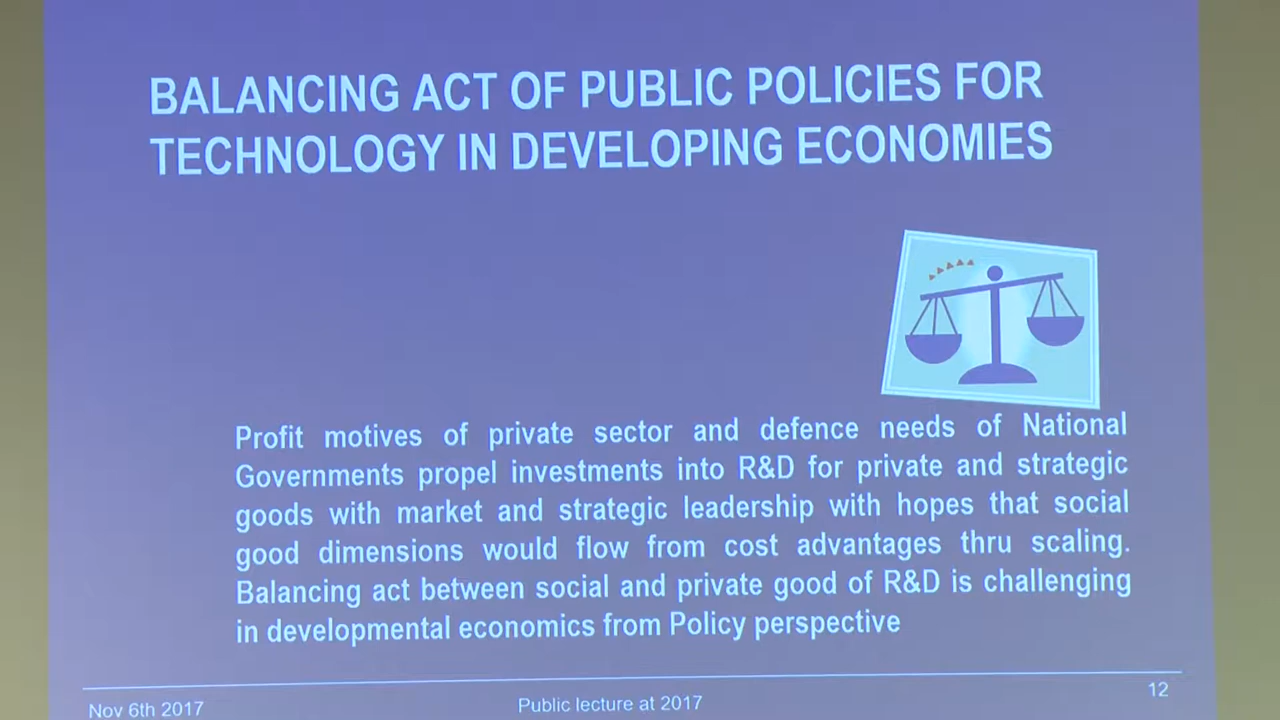 BALANCING ACT OF PUBLIC POLICIES FOR
TECHNOLOGY IN DEVELOPING ECONOMIES
Profit motives of private sector and defence needs of National
Governments propel investments into R&D for private and strategic
goods with market and strategic leadership with hopes that social
good dimensions would flow from cost advantages thru scaling.
Balancing act between social and private good of R&D is challenging
in developmental economics from Policy perspective
Nov 6th 2017
Public lecture at 2017
12